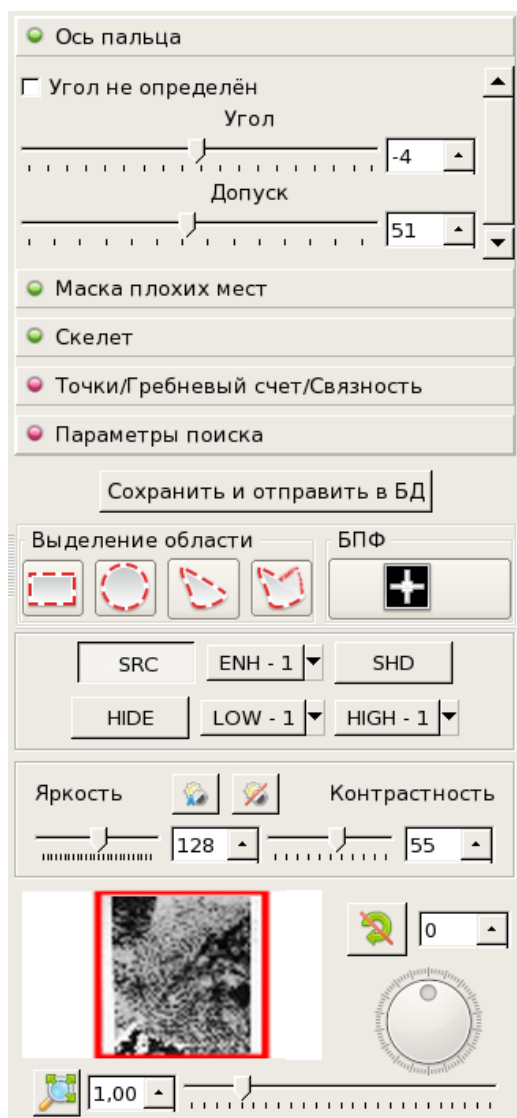 Ось пальца
Угол не определён
Угол
-4
Допуск
51
Маска плохих мест
Скелет
Точки/Гребневый счет/Связность
Параметры поиска
Сохранить и отправить в БД
Выделение области БПФ
SRC ENH - 1 SHD
HIDE LOW - 1 HIGH - 1
Яркость Контрастность
128 55
0
1,00